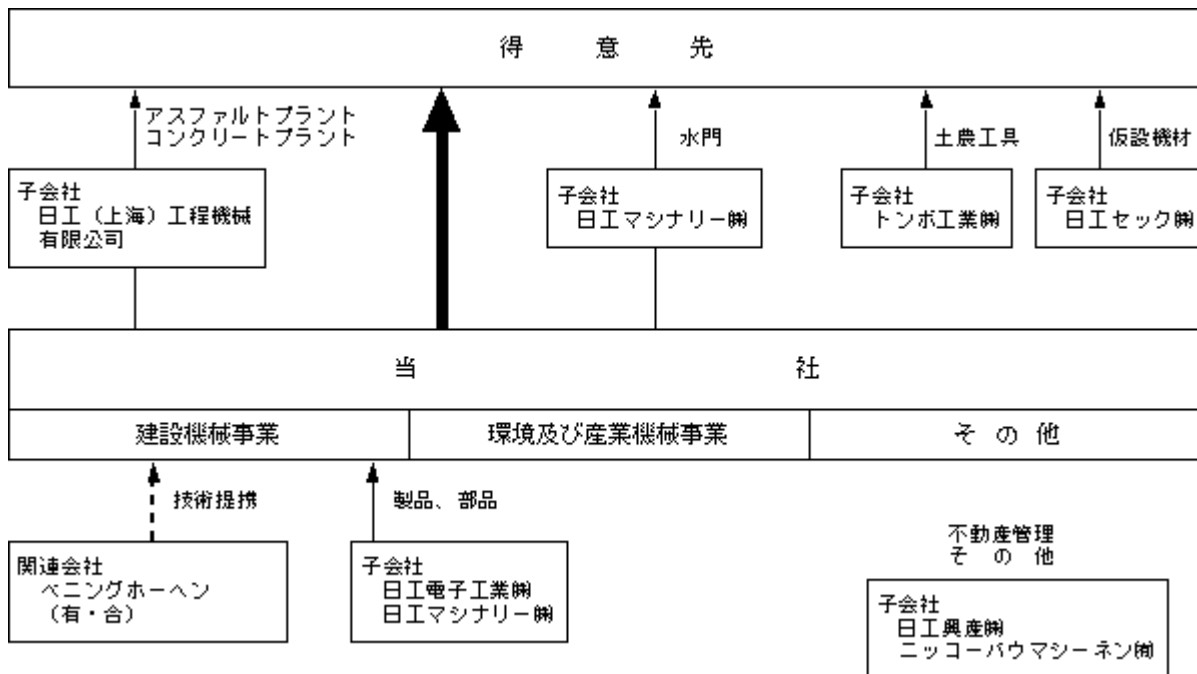 得意先
アスファルトプラント
コンクリートプラント
水門
土農工具
仮設機材
子会社
日工（上海）工程機械
有限公司
子会社
日工マシナリー㈱
子会社
トンボ工業㈱
子会社
日工セック㈱
当社
建設機械事業
環境及び産業機械事業
その他
技術提携
製品、部品
関連会社
ベニングホーヘン
（有・合）
子会社
日工電子工業㈱
日工マシナリー㈱
不動産管理
その他
子会社
日工興産㈱
ニッコーバウマシーネン㈲